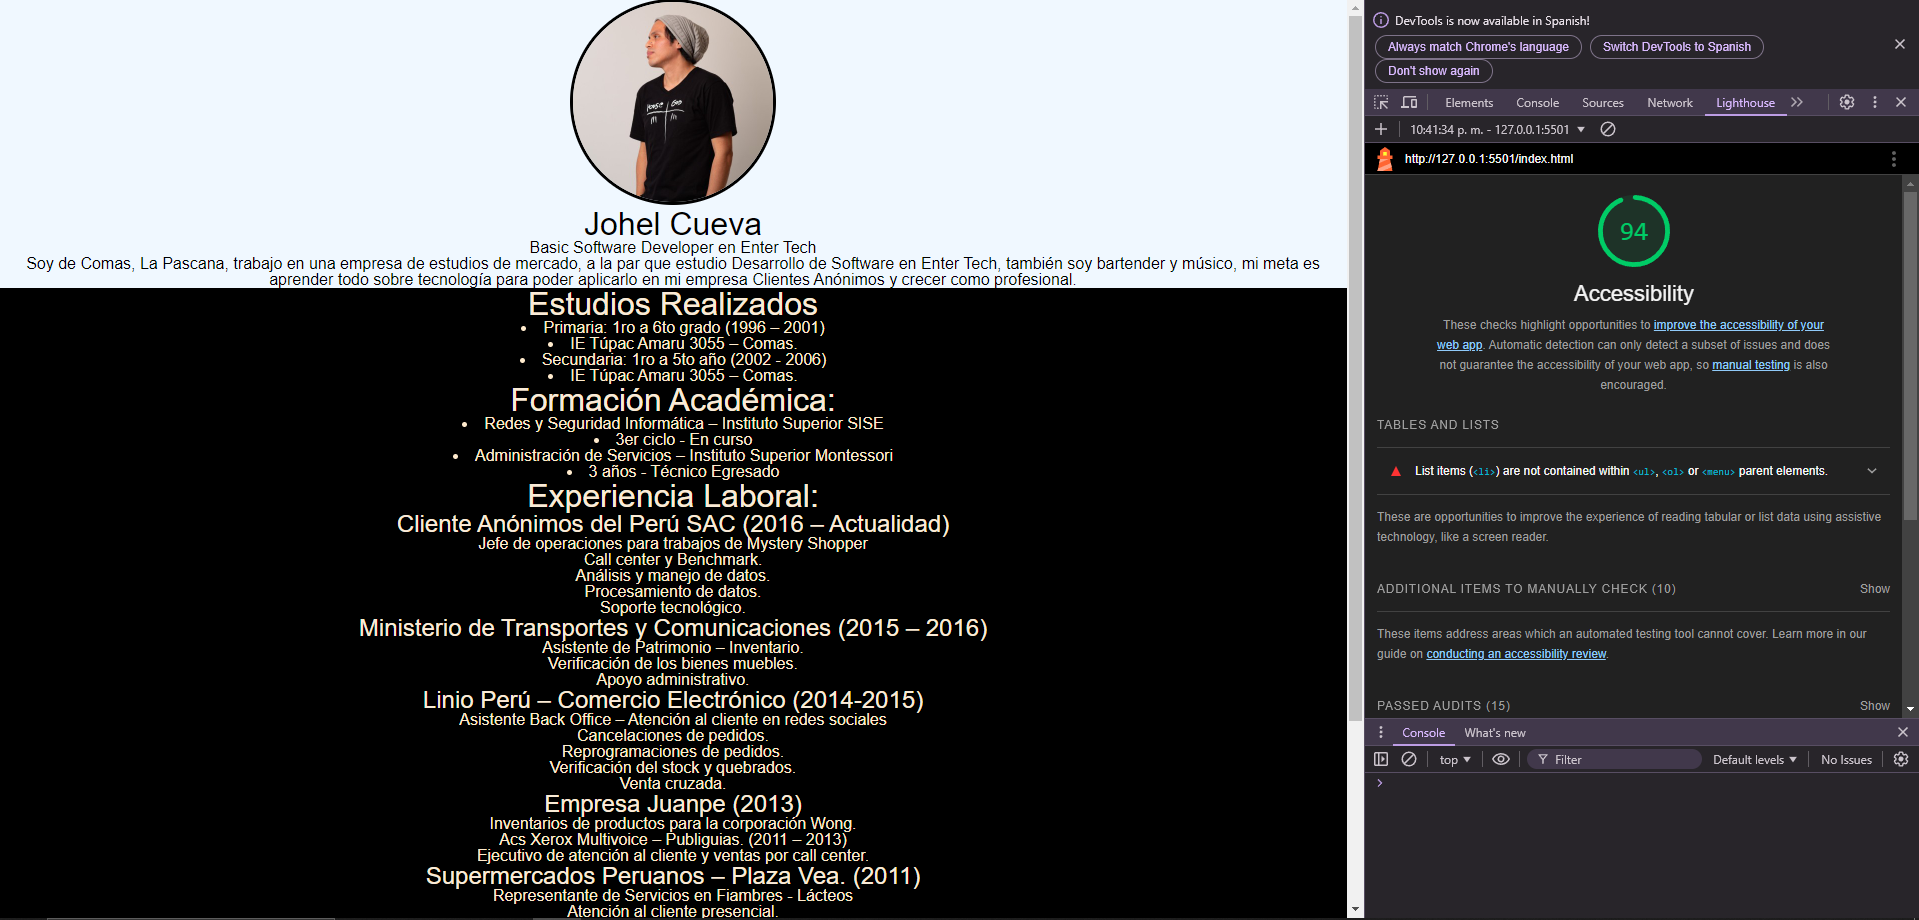 Johel Cueva
Basic Software Developer en Enter Tech
Soy de Comas, La Pascana, trabajo en una empresa de estudios de mercado, a la par que estudio Desarrollo de Software en Enter Tech, también soy bartender y músico, mi meta es
aprender todo sobre tecnología para poder aplicarlo en mi empresa Clientes Anónimos y crecer como profesional.
Estudios Realizados
• Primaria: 1ro a 6to grado (1996 – 2001)
• IE Túpac Amaru 3055 – Comas.
• Secundaria: 1ro a 5to año (2002 - 2006)
• IE Túpac Amaru 3055 – Comas.
Formación Académica:
• Redes y Seguridad Informática – Instituto Superior SISE
• 3er ciclo - En curso
• Administración de Servicios – Instituto Superior Montessori
• 3 años - Técnico Egresado
Experiencia Laboral:
Cliente Anónimos del Perú SAC (2016 – Actualidad)
Jefe de operaciones para trabajos de Mystery Shopper
Call center y Benchmark.
Análisis y manejo de datos.
Procesamiento de datos.
Soporte tecnológico.
Ministerio de Transportes y Comunicaciones (2015 – 2016)
Asistente de Patrimonio – Inventario.
Verificación de los bienes muebles.
Apoyo administrativo.
Linio Perú – Comercio Electrónico (2014-2015)
Asistente Back Office – Atención al cliente en redes sociales
Cancelaciones de pedidos.
Reprogramaciones de pedidos.
Verificación del stock y quebrados.
Venta cruzada.
Empresa Juanpe (2013)
Inventarios de productos para la corporación Wong.
Acs Xerox Multivoice – Publiguias. (2011 – 2013)
Ejecutivo de atención al cliente y ventas por call center.
Supermercados Peruanos – Plaza Vea. (2011)
Representante de Servicios en Fiambres - Lácteos
Atención al cliente presencial.
DevTools is now available in Spanish!
Always match Chrome's language
Switch DevTools to Spanish
Don't show again
Elements
Console
Sources
Network
Lighthouse
10:41:34 p. m. - 127.0.0.1:5501
http://127.0.0.1:5501/index.html
94
Accessibility
These checks highlight opportunities to improve the accessibility of your
web app. Automatic detection can only detect a subset of issues and does
not guarantee the accessibility of your web app, so manual testing is also
encouraged.
TABLES AND LISTS
List items (<li>) are not contained within <ul>, <ol> or <menu> parent elements.
These are opportunities to improve the experience of reading tabular or list data using assistive
technology, like a screen reader.
ADDITIONAL ITEMS TO MANUALLY CHECK (10)
Show
These items address areas which an automated testing tool cannot cover. Learn more in our
guide on conducting an accessibility review.
PASSED AUDITS (15)
Show
Console
What's new
top
Filter
Default levels
No Issues